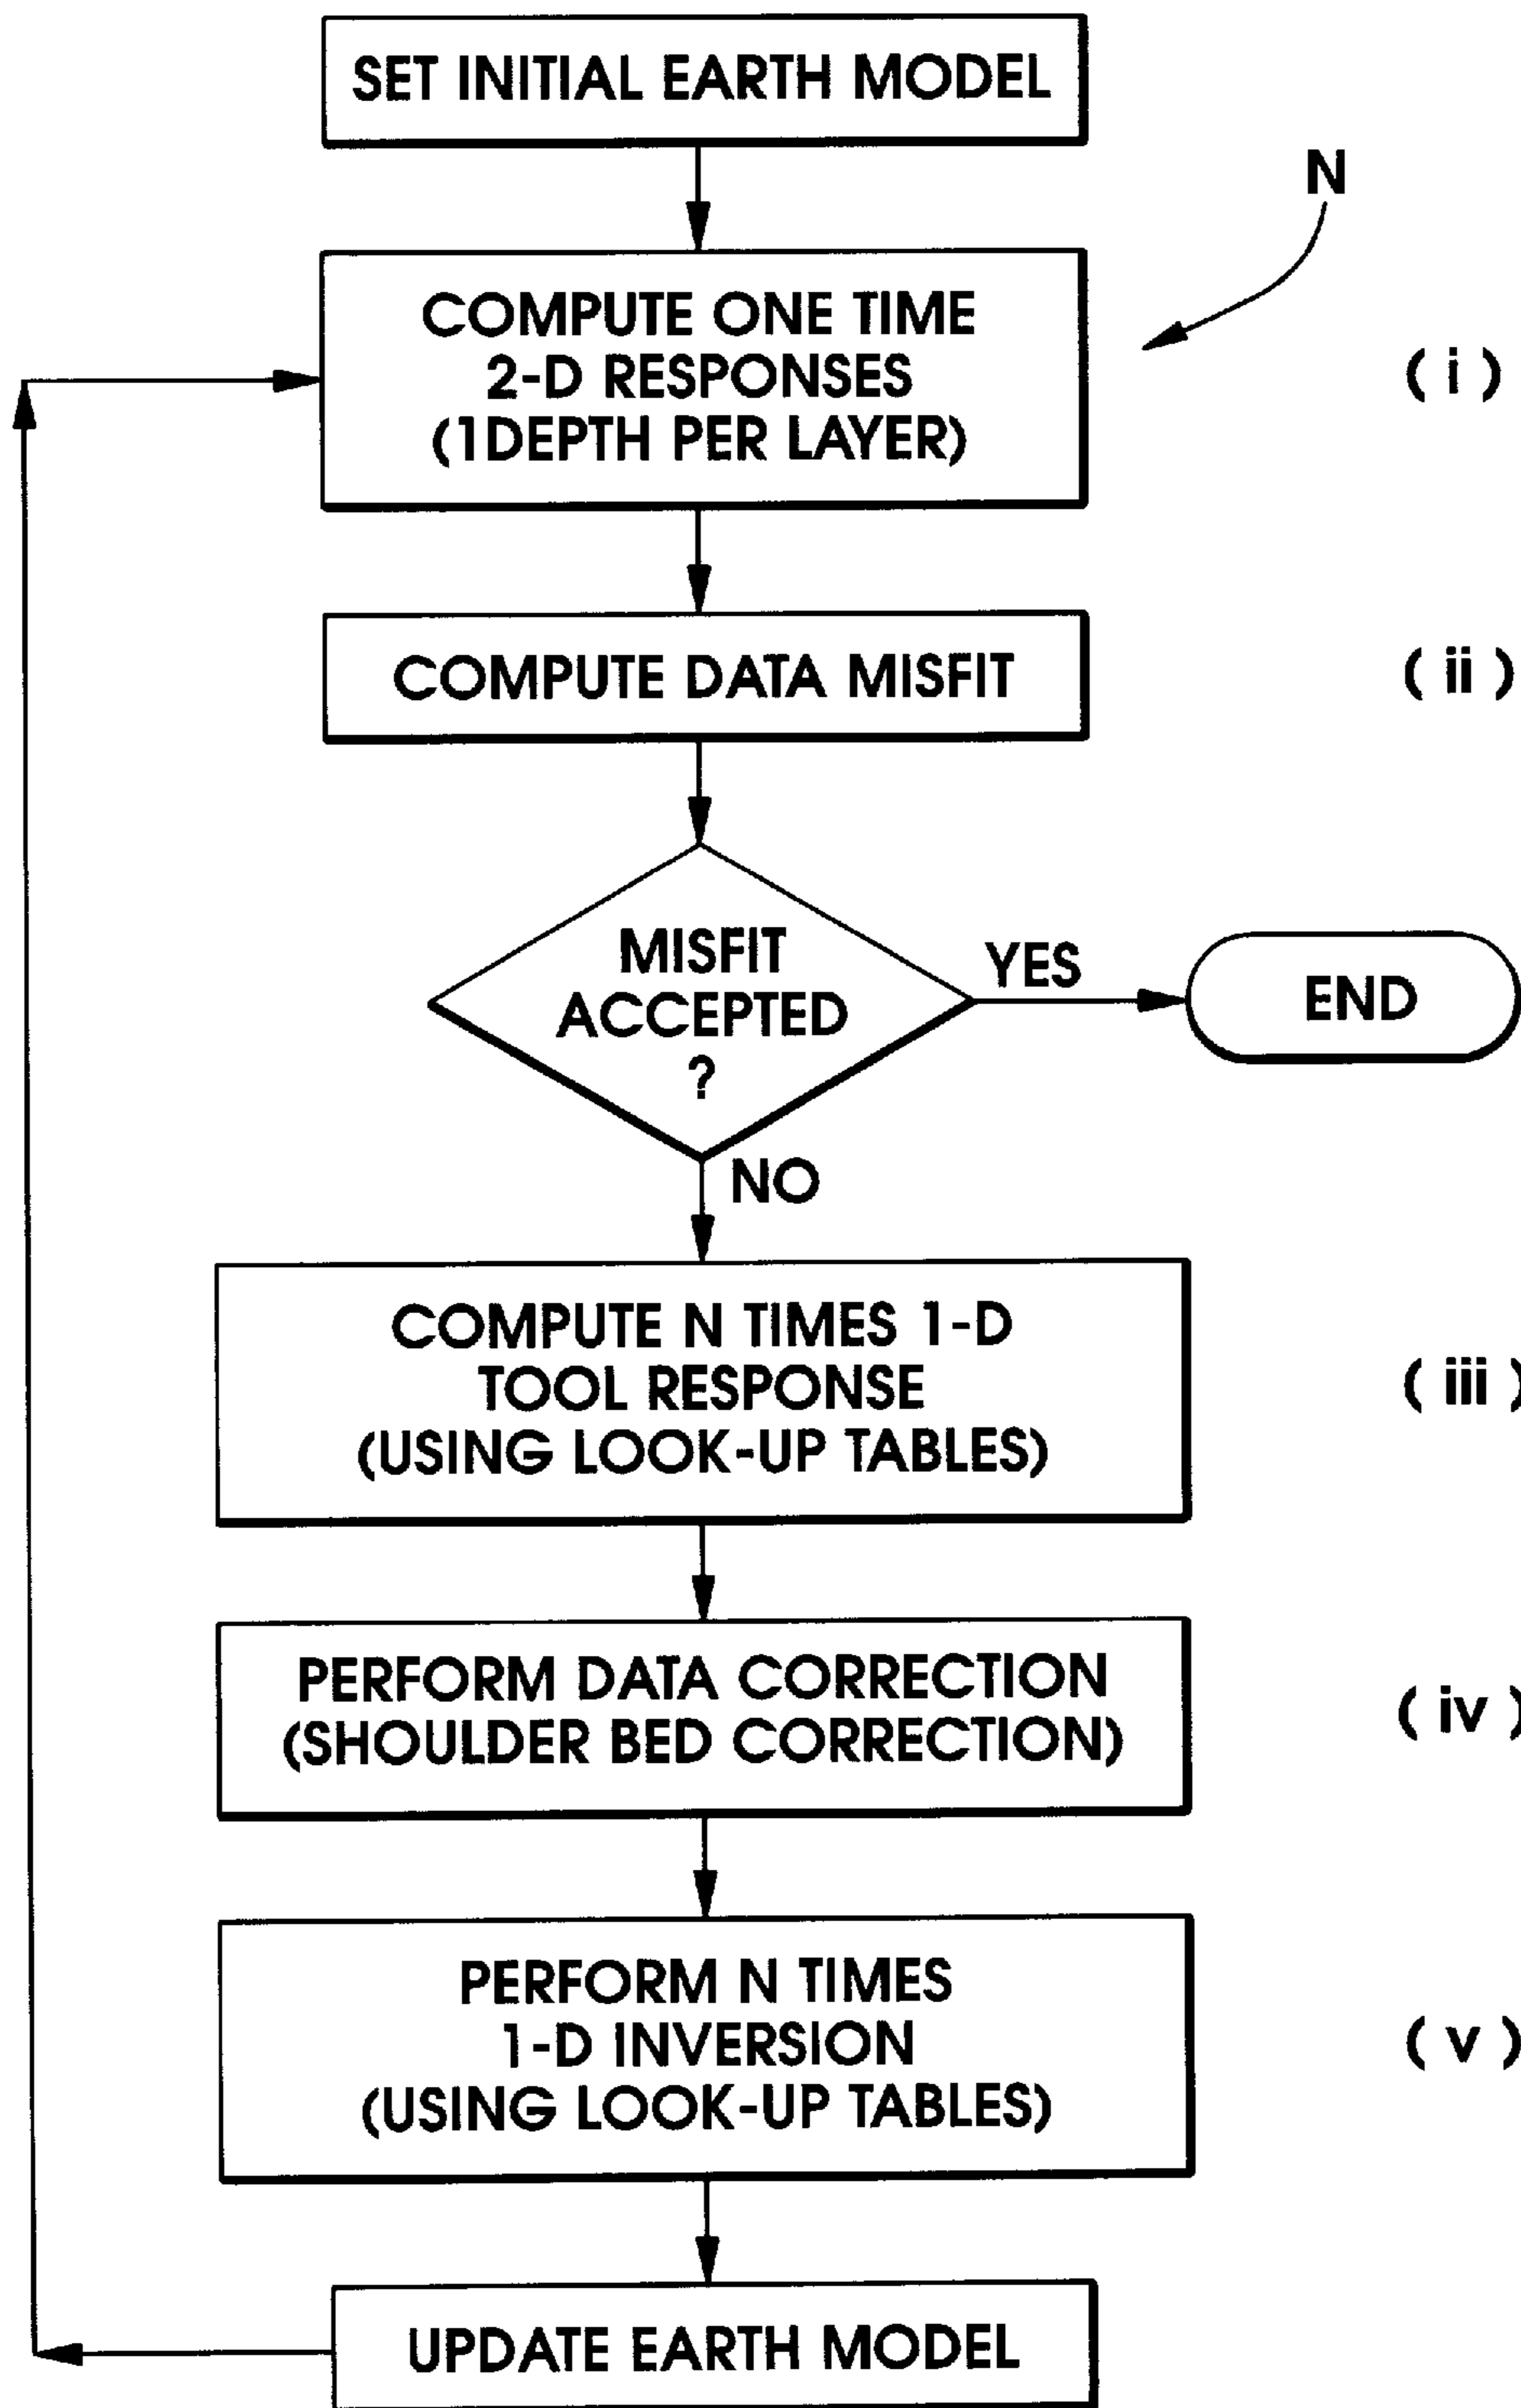 SET INITIAL EARTH MODEL
N
COMPUTE ONE TIME
2-D RESPONSES
(1DEPTH PER LAYER)
( i )
COMPUTE DATA MISFIT
( ii )
MISFIT
ACCEPTED
?
YES
END
NO
COMPUTE N TIMES 1-D
TOOL RESPONSE
(USING LOOK-UP TABLES)
( iii )
PERFORM DATA CORRECTION
(SHOULDER BED CORRECTION)
( iv )
PERFORM N TIMES
1-D INVERSION
(USING LOOK-UP TABLES)
( v )
UPDATE EARTH MODEL